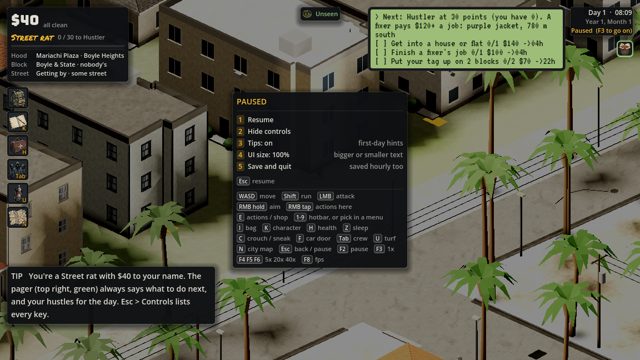 $40 all clean
STREET RAT 0 / 30 to Hustler
Hood Mariachi Plaza · Boyle Heights
Block Boyle & State · nobody's
Street Getting by · some street
H
Tab
U
N
Unseen
> Next: Hustler at 30 points (you have 0). A
fixer pays $120+ a job: purple jacket, 780 m
south
[ ] Get into a house or flat 0/1 $140 ->04h
[ ] Finish a fixer's job 0/1 $100 ->04h
[ ] Put your tag up on 2 blocks 0/2 $70 ->22h
Day 1 · 08:09
Year 1, Month 1
Paused (F3 to go on)
PAUSED
1 Resume
2 Hide controls
3 Tips: on first-day hints
4 UI size: 100% bigger or smaller text
5 Save and quit saved hourly too
Esc resume
WASD move Shift run LMB attack
RMB hold aim RMB tap actions here
E actions / shop 1-9 hotbar, or pick in a menu
I bag K character H health Z sleep
C crouch / sneak F car door Tab crew U turf
N city map Esc back / pause F2 pause F3 1x
F4 F5 F6 5x 20x 40x F8 fps
TIP You're a Street rat with $40 to your name. The
pager (top right, green) always says what to do next,
and your hustles for the day. Esc > Controls lists
every key.